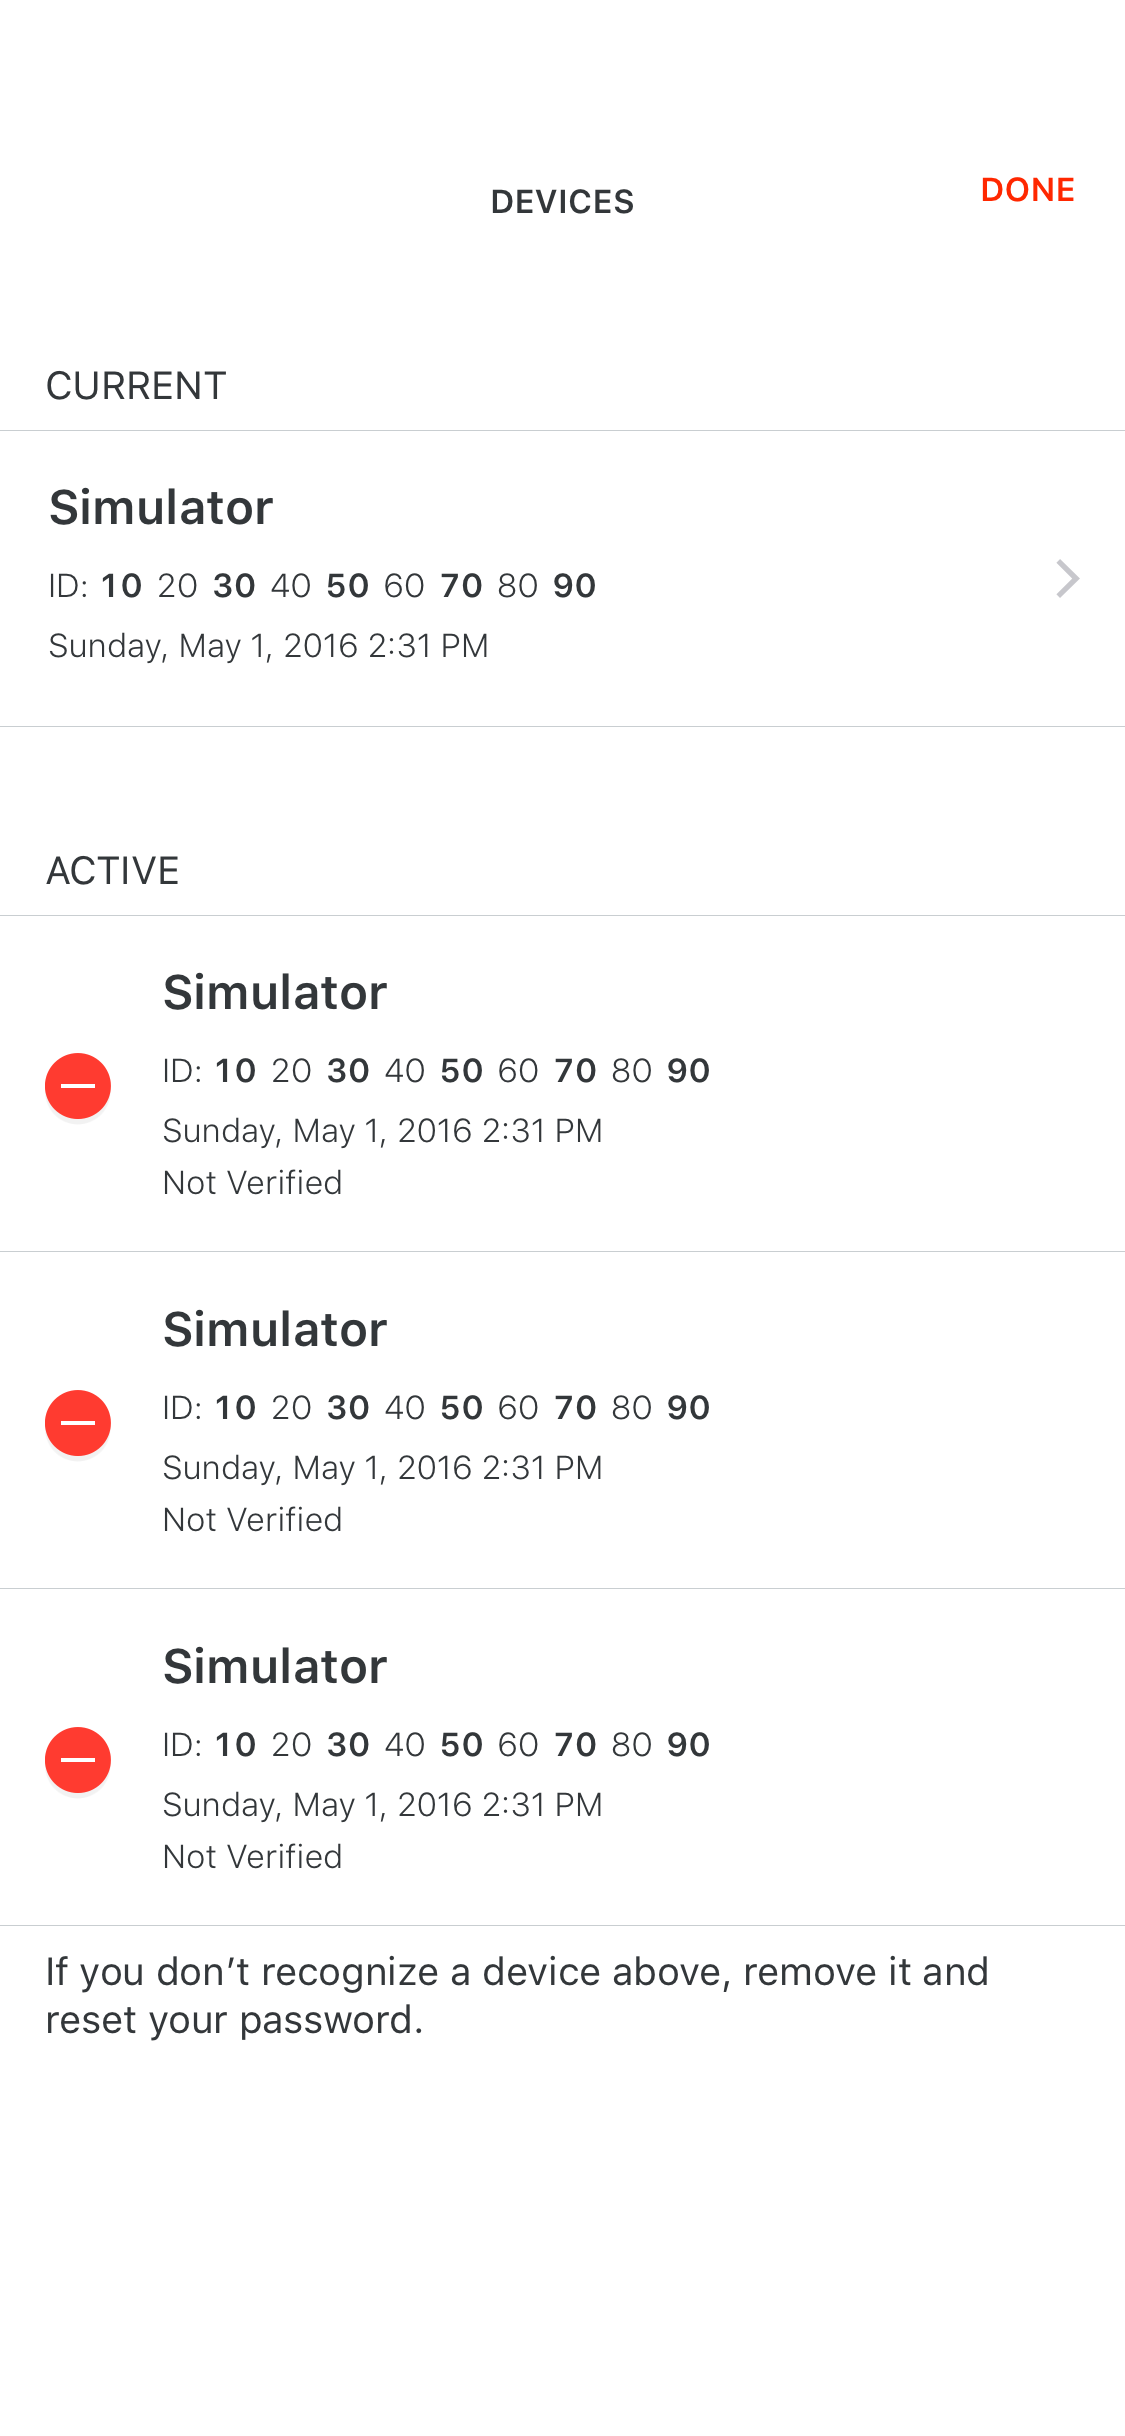 DEVICES
DONE
CURRENT
Simulator
ID: 10 20 30 40 50 60 70 80 90
Sunday, May 1, 2016 2:31 PM
ACTIVE
Simulator
ID: 10 20 30 40 50 60 70 80 90
Sunday, May 1, 2016 2:31 PM
Not Verified
Simulator
ID: 10 20 30 40 50 60 70 80 90
Sunday, May 1, 2016 2:31 PM
Not Verified
Simulator
ID: 10 20 30 40 50 60 70 80 90
Sunday, May 1, 2016 2:31 PM
Not Verified
If you don’t recognize a device above, remove it and
reset your password.